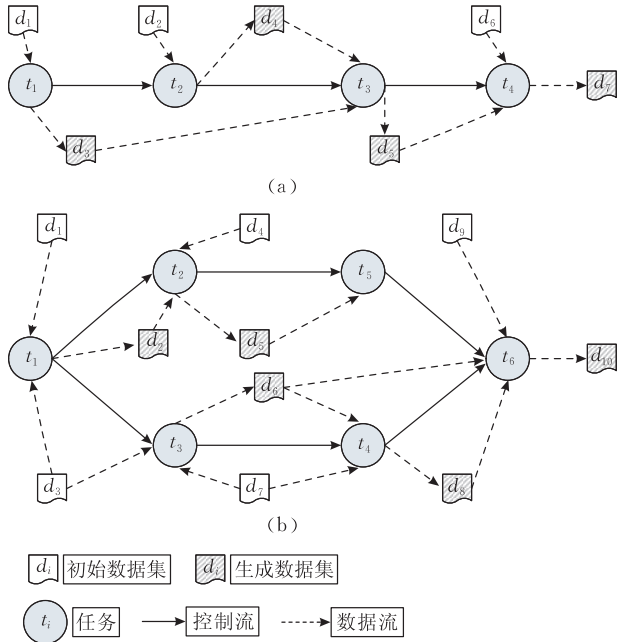 d₁ d₂ d₄ d₆
t₁ t₂ t₃ t₄ d₇
d₃ d₅
(a)
d₁ d₄ d₉
t₂ t₅
t₁ d₂ d₅ t₆ d₁₀
d₆
t₃ t₄
d₃ d₇ d₈
(b)
dᵢ 初始数据集 dᵢ 生成数据集
tᵢ 任务 控制流 数据流